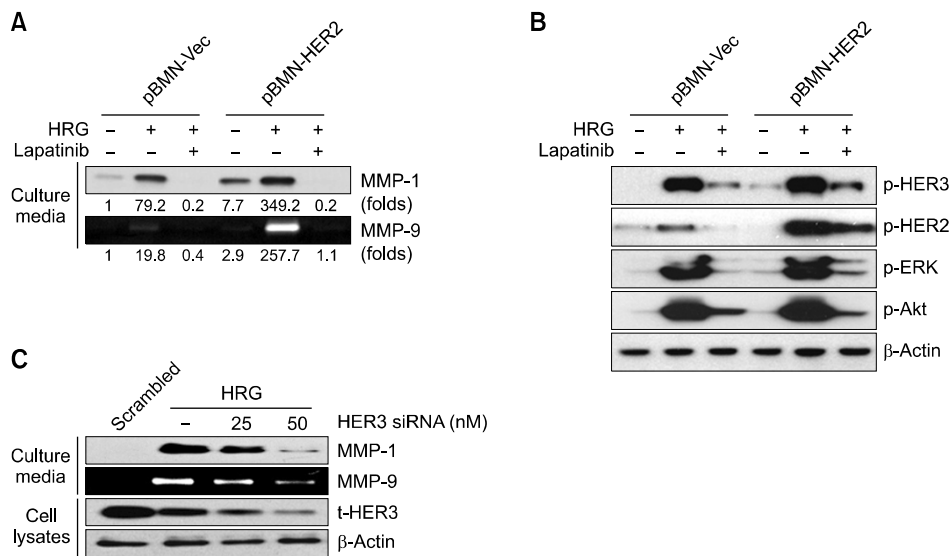 A
pBMN-Vec pBMN-HER2
HRG – + + – + +
Lapatinib – – + – – +
Culture media
MMP-1 (folds)
1 79.2 0.2 7.7 349.2 0.2
MMP-9 (folds)
1 19.8 0.4 2.9 257.7 1.1
B
pBMN-Vec pBMN-HER2
HRG – + + – + +
Lapatinib – – + – – +
p-HER3
p-HER2
p-ERK
p-Akt
β-Actin
C
Scrambled HRG
– 25 50 HER3 siRNA (nM)
Culture media
MMP-1
MMP-9
Cell lysates
t-HER3
β-Actin